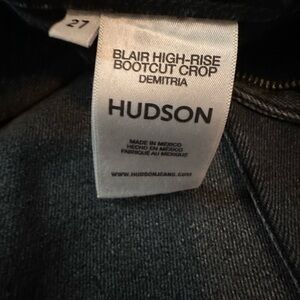 27
BLAIR HIGH-RISE
BOOTCUT CROP
DEMITRIA
HUDSON
MADE IN MEXICO
HECHO EN MÉXICO
FABRIQUÉ AU MEXIQUE
WWW.HUDSONJEANS.COM